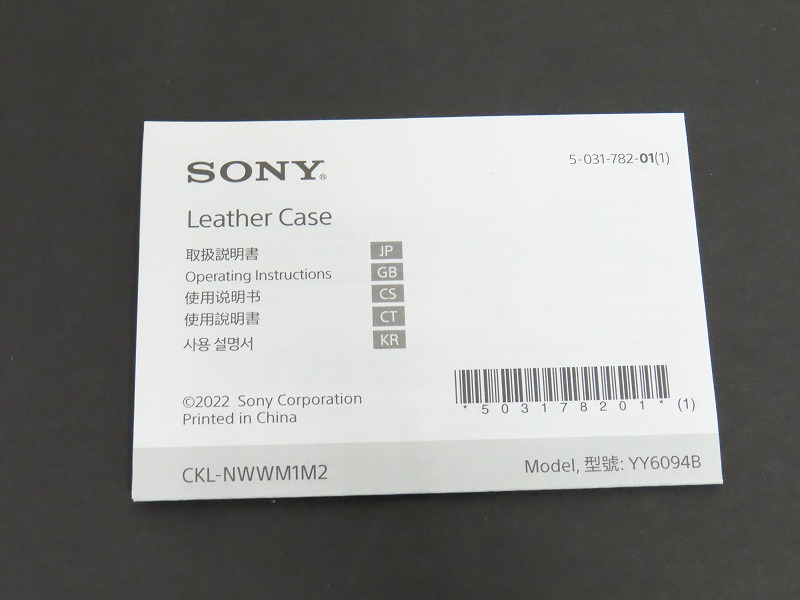 SONY®
5-031-782-01(1)
Leather Case
取扱説明書 JP
Operating Instructions GB
使用说明书 CS
使用說明書 CT
사용 설명서 KR
©2022 Sony Corporation
Printed in China
*503178201* (1)
CKL-NWWM1M2
Model, 型號: YY6094B